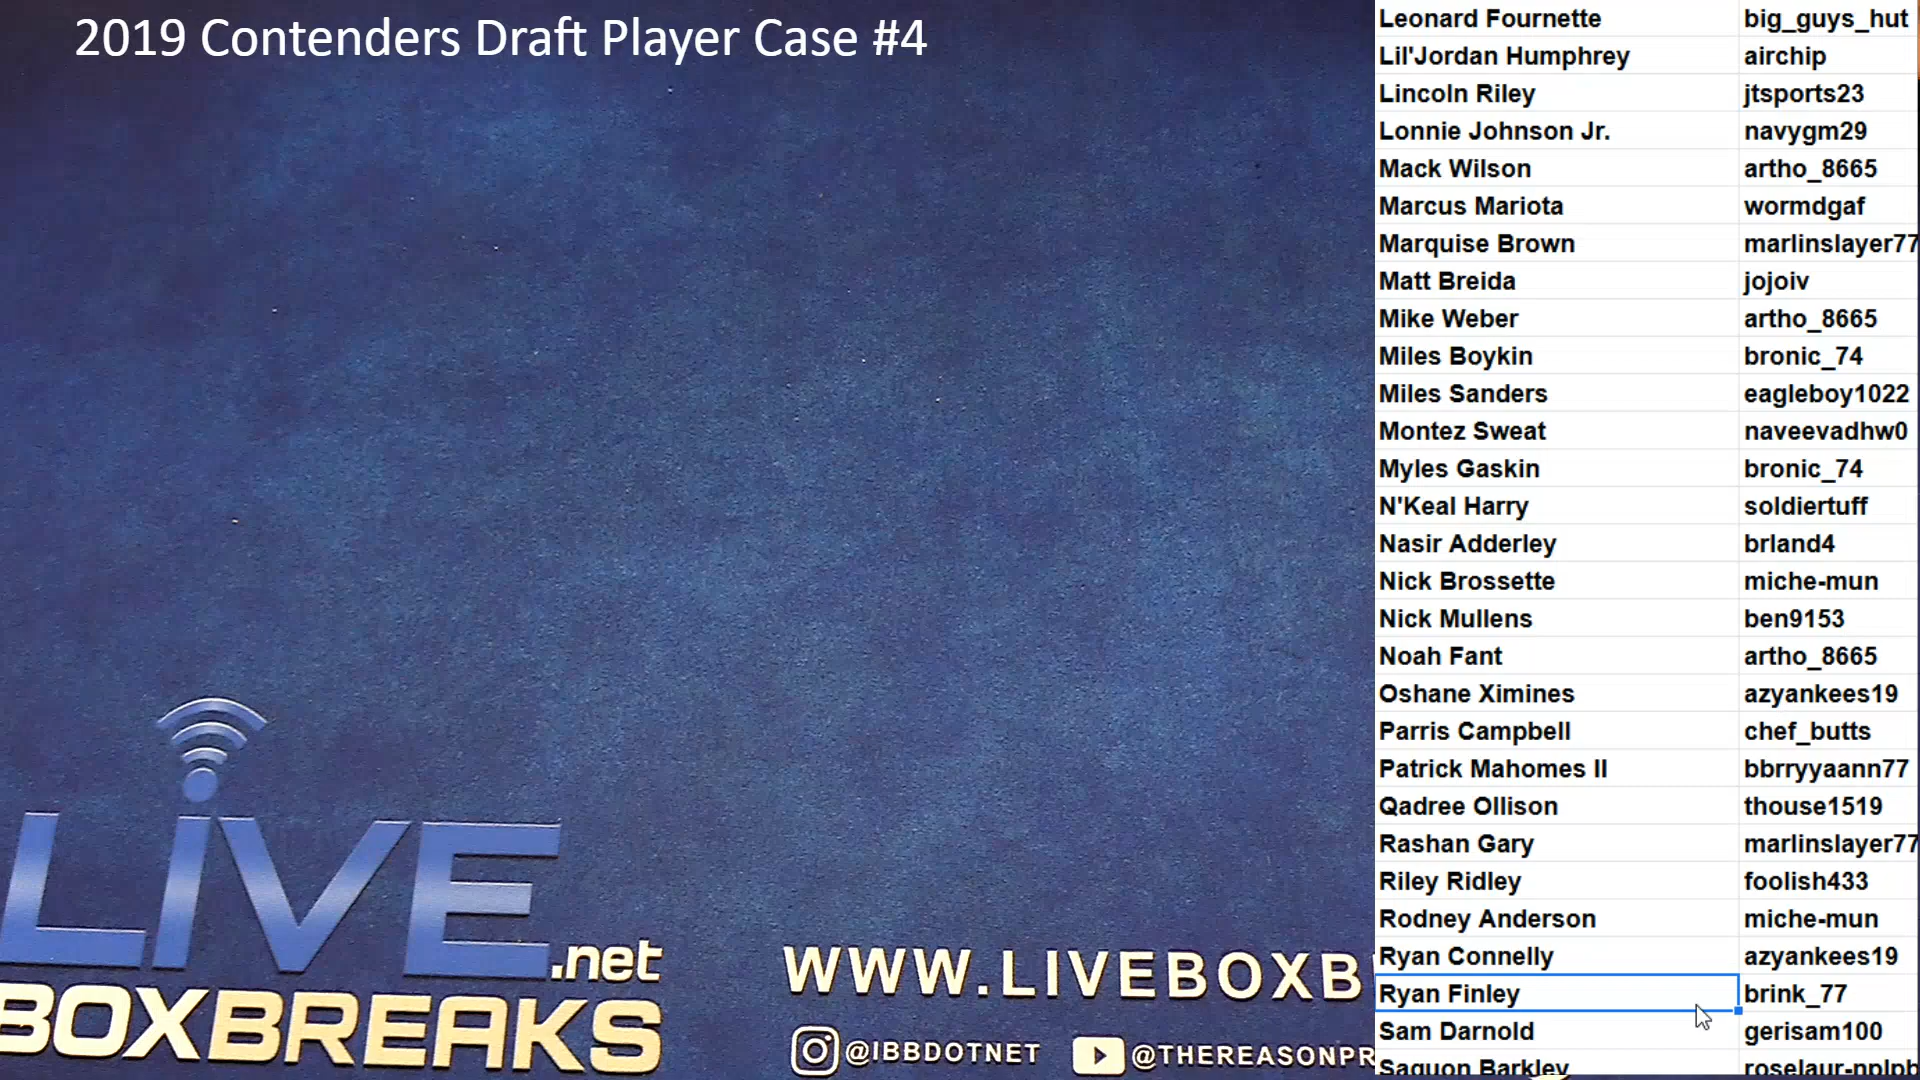 2019 Contenders Draft Player Case #4
Leonard Fournette big_guys_hut
Lil'Jordan Humphrey airchip
Lincoln Riley jtsports23
Lonnie Johnson Jr. navygm29
Mack Wilson artho_8665
Marcus Mariota wormdgaf
Marquise Brown marlinslayer77
Matt Breida jojoiv
Mike Weber artho_8665
Miles Boykin bronic_74
Miles Sanders eagleboy1022
Montez Sweat naveevadhw0
Myles Gaskin bronic_74
N'Keal Harry soldiertuff
Nasir Adderley brland4
Nick Brossette miche-mun
Nick Mullens ben9153
Noah Fant artho_8665
Oshane Ximines azyankees19
Parris Campbell chef_butts
Patrick Mahomes II bbrryyaann77
Qadree Ollison thouse1519
Rashan Gary marlinslayer77
Riley Ridley foolish433
Rodney Anderson miche-mun
Ryan Connelly azyankees19
Ryan Finley brink_77
Sam Darnold gerisam100
Saquon Barkley roselaur-nplpb
LIVE.net
BOXBREAKS
WWW.LIVEBOXB
@IBBDOTNET @THEREASONPR